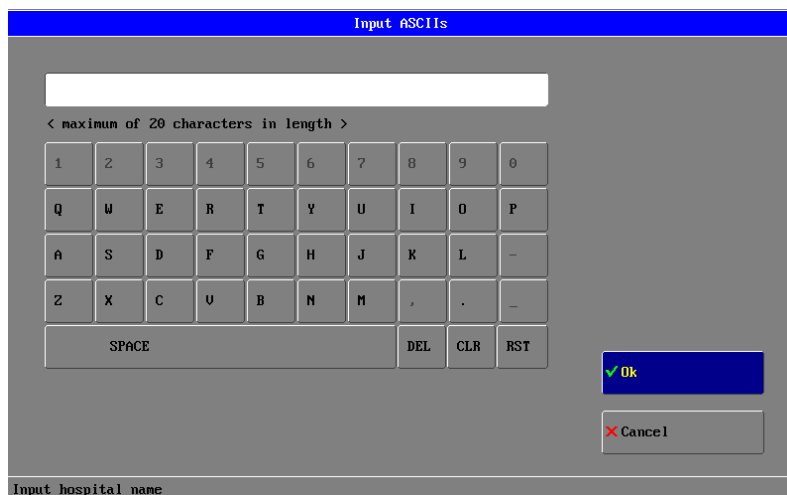 Input ASCIIs
< maximum of 20 characters in length >
1 2 3 4 5 6 7 8 9 0
Q W E R T Y U I O P
A S D F G H J K L -
Z X C V B N M , . _
SPACE DEL CLR RST
Ok
Cancel
Input hospital name